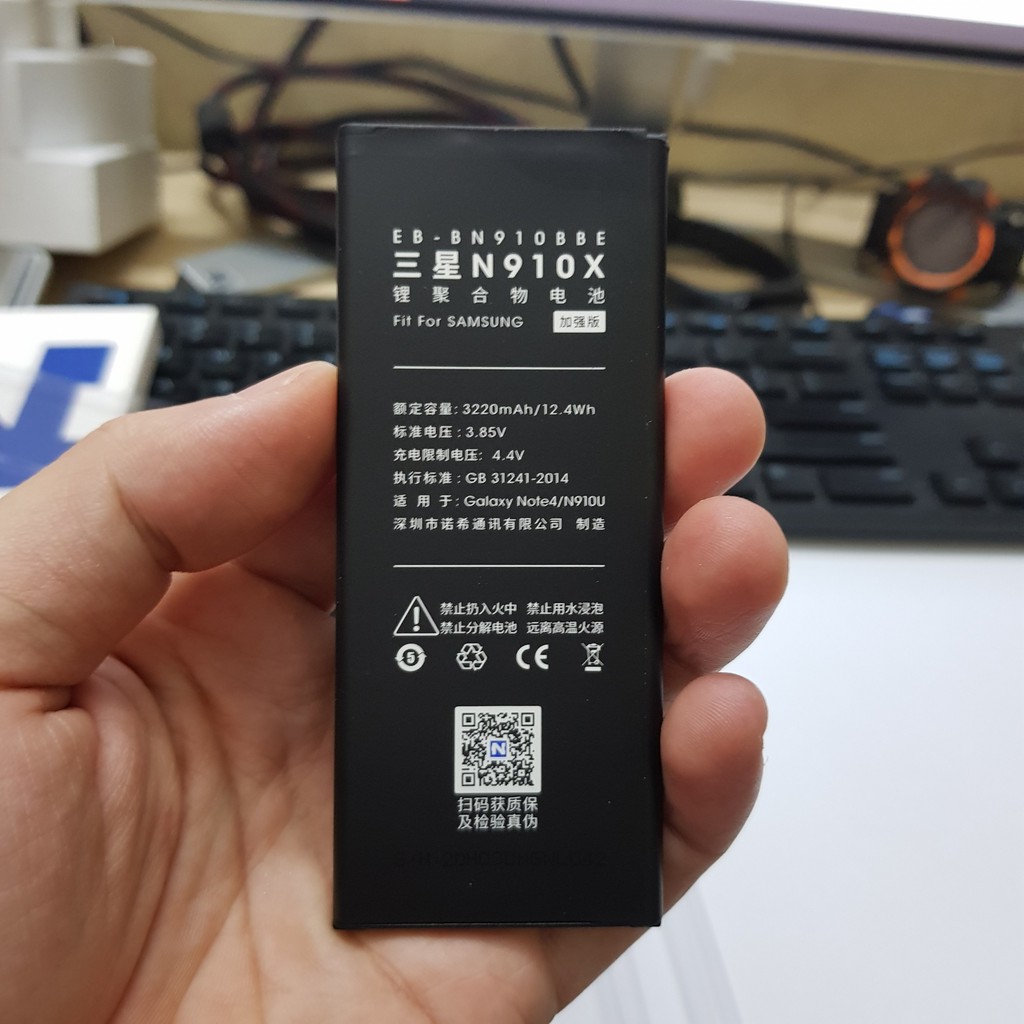 EB-BN910BBE
三星N910X
锂聚合物电池
Fit For SAMSUNG 加强版
额定容量: 3220mAh/12.4Wh
标准电压: 3.85V
充电限制电压: 4.4V
执行标准: GB 31241-2014
适用于: Galaxy Note4/N910U
深圳市诺希通讯有限公司 制造
禁止扔入火中 禁止用水浸泡
禁止分解电池 远离高温火源
5
CE
N
扫码获质保
及检验真伪